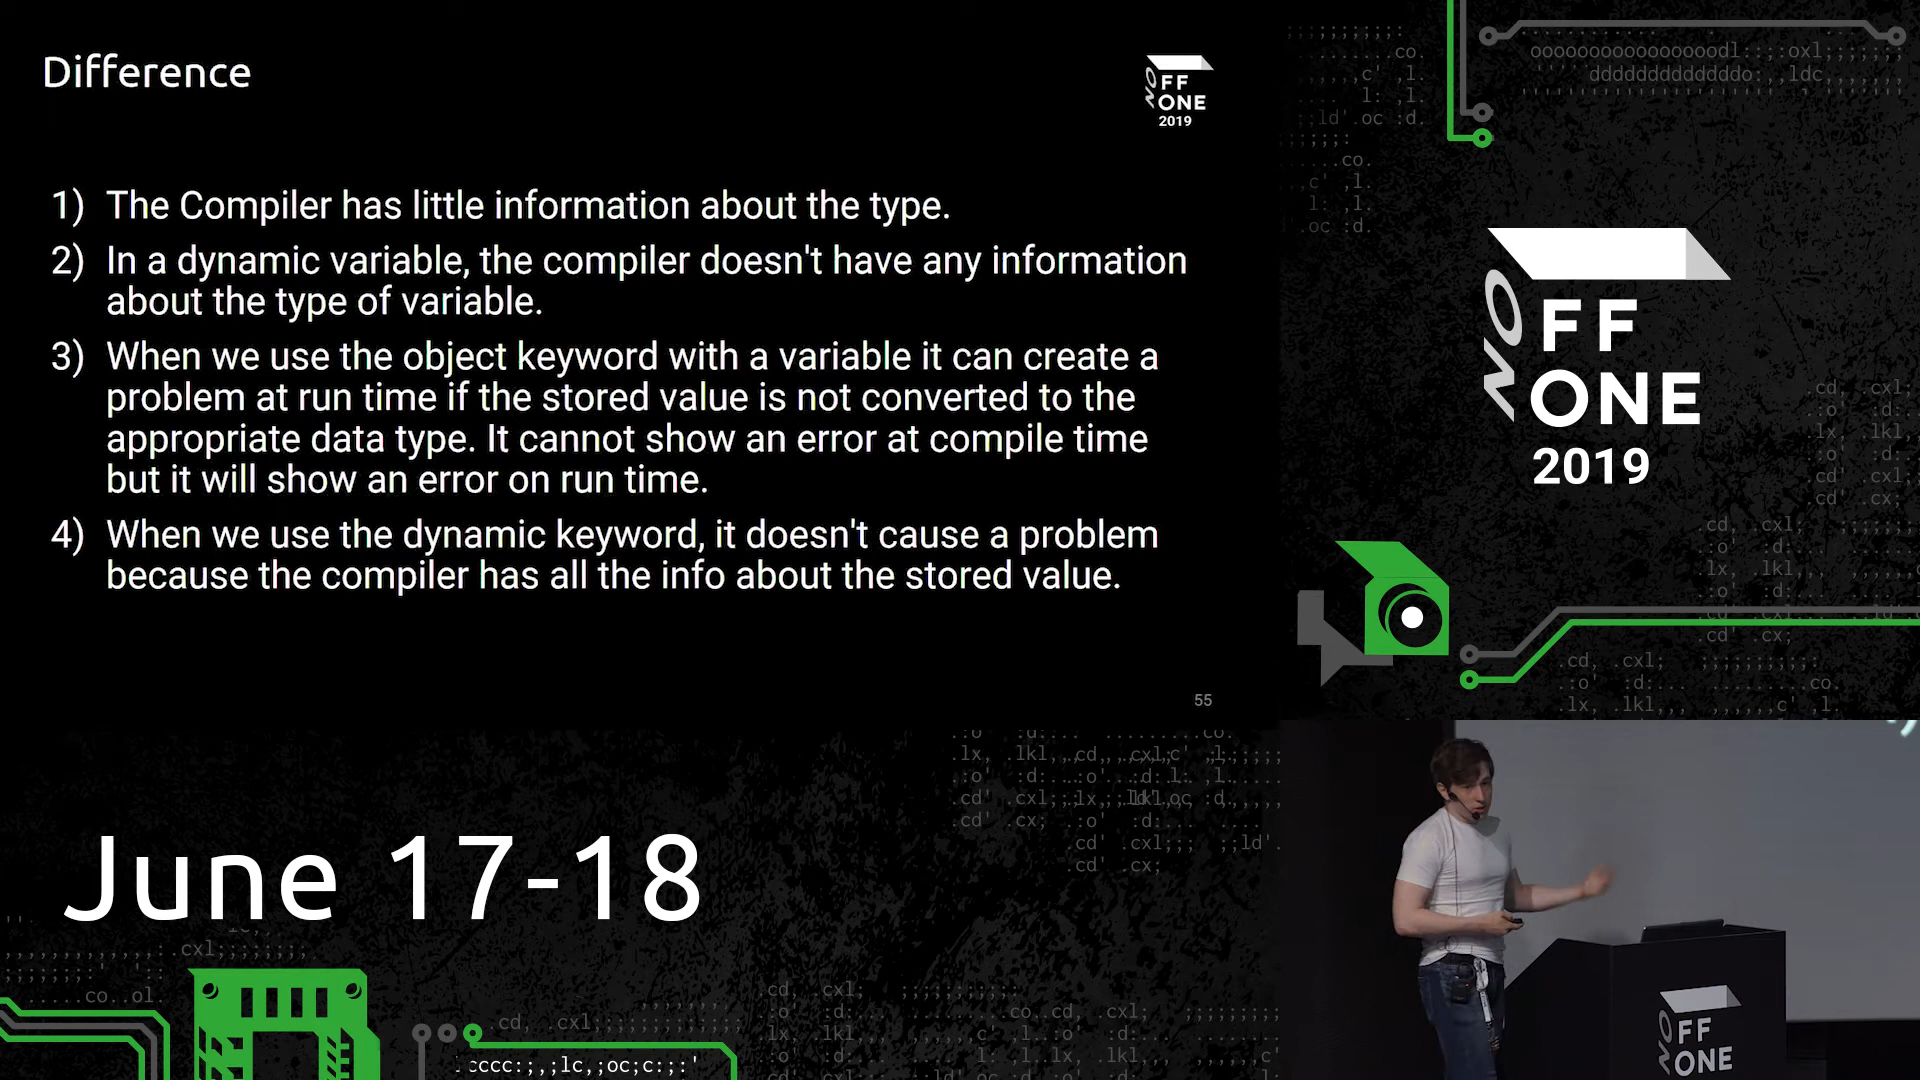 Difference
OFF
NO
ONE
2019
1) The Compiler has little information about the type.
2) In a dynamic variable, the compiler doesn't have any information
about the type of variable.
3) When we use the object keyword with a variable it can create a
problem at run time if the stored value is not converted to the
appropriate data type. It cannot show an error at compile time
but it will show an error on run time.
4) When we use the dynamic keyword, it doesn't cause a problem
because the compiler has all the info about the stored value.
55
NO
FF
ONE
2019
June 17-18
NO
FF
ONE